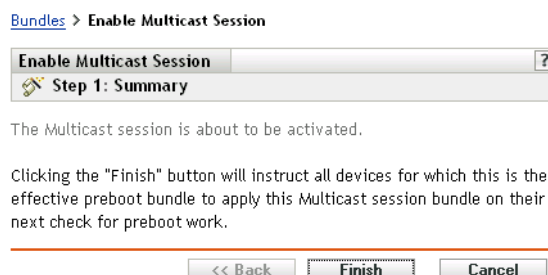 Bundles > Enable Multicast Session
Enable Multicast Session ?
Step 1: Summary
The Multicast session is about to be activated.
Clicking the "Finish" button will instruct all devices for which this is the
effective preboot bundle to apply this Multicast session bundle on their
next check for preboot work.
<< Back Finish Cancel